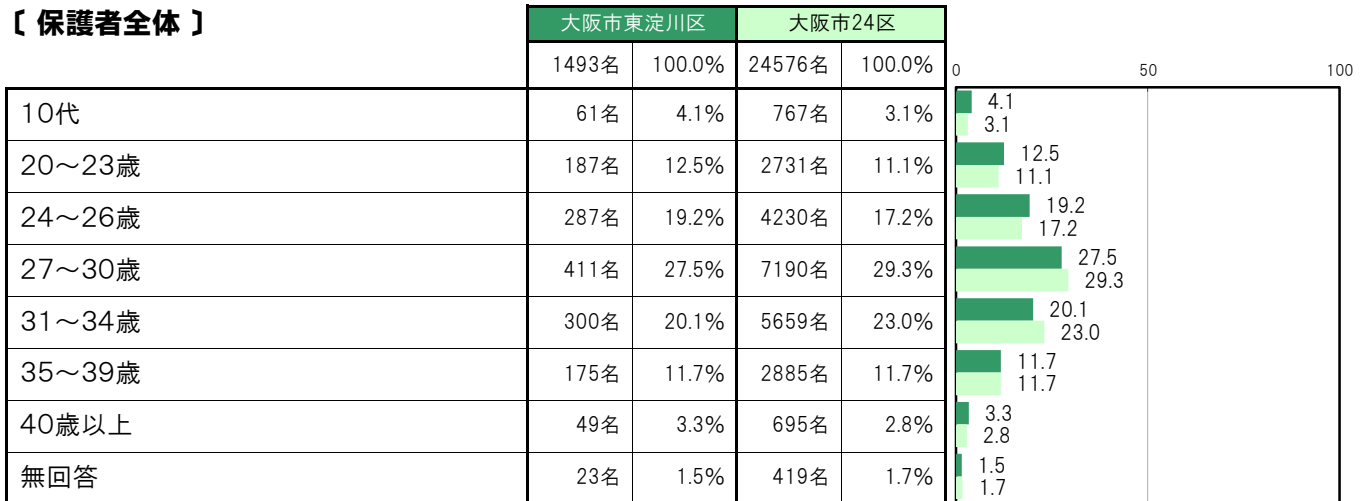 〔 保護者全体 〕
大阪市東淀川区 大阪市24区
1493名 100.0% 24576名 100.0%
0 50 100
10代 61名 4.1% 767名 3.1% 4.1 3.1
20～23歳 187名 12.5% 2731名 11.1% 12.5 11.1
24～26歳 287名 19.2% 4230名 17.2% 19.2 17.2
27～30歳 411名 27.5% 7190名 29.3% 27.5 29.3
31～34歳 300名 20.1% 5659名 23.0% 20.1 23.0
35～39歳 175名 11.7% 2885名 11.7% 11.7 11.7
40歳以上 49名 3.3% 695名 2.8% 3.3 2.8
無回答 23名 1.5% 419名 1.7% 1.5 1.7